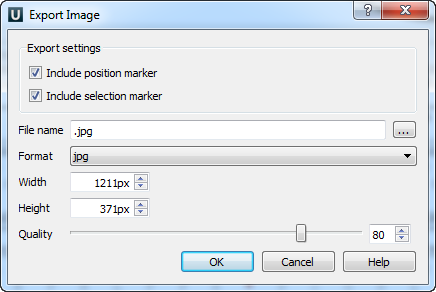 U Export Image ?
Export settings
Include position marker
Include selection marker
File name .jpg ...
Format jpg
Width 1211px
Height 371px
Quality 80
OK Cancel Help